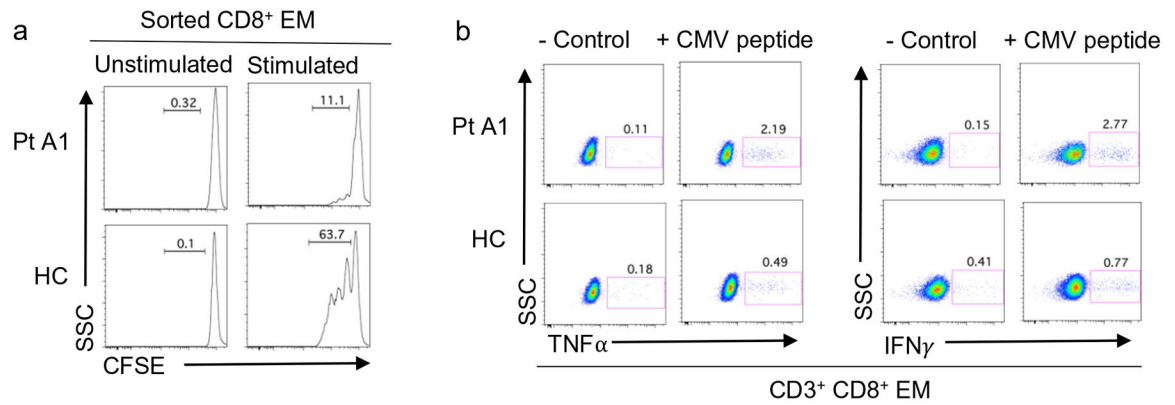 a
Sorted CD8⁺ EM
Unstimulated Stimulated
Pt A1
0.32
11.1
HC
0.1
63.7
SSC
CFSE
b
- Control + CMV peptide
- Control + CMV peptide
Pt A1
0.11
2.19
0.15
2.77
HC
0.18
0.49
0.41
0.77
SSC
SSC
TNFα
IFNγ
CD3⁺ CD8⁺ EM